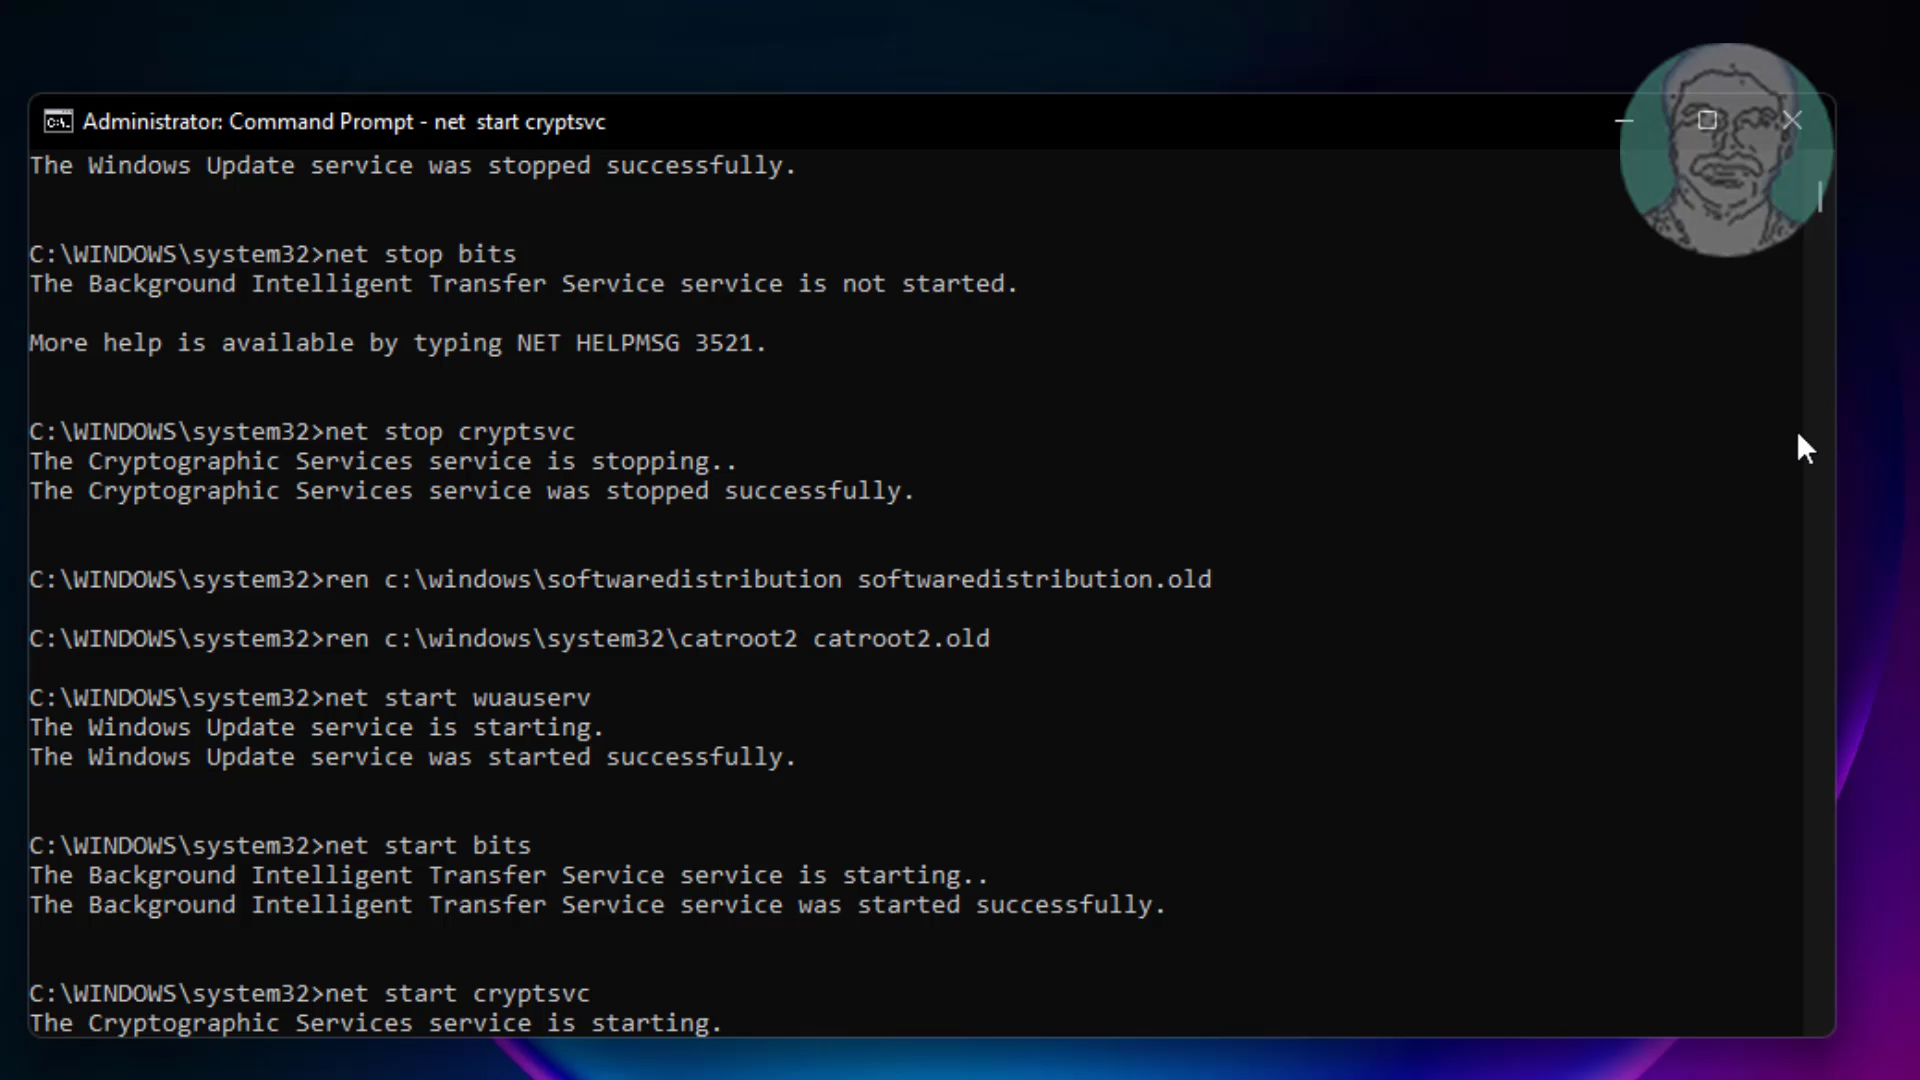 Administrator: Command Prompt - net  start cryptsvc
The Windows Update service was stopped successfully.
C:\WINDOWS\system32>net stop bits
The Background Intelligent Transfer Service service is not started.
More help is available by typing NET HELPMSG 3521.
C:\WINDOWS\system32>net stop cryptsvc
The Cryptographic Services service is stopping..
The Cryptographic Services service was stopped successfully.
C:\WINDOWS\system32>ren c:\windows\softwaredistribution softwaredistribution.old
C:\WINDOWS\system32>ren c:\windows\system32\catroot2 catroot2.old
C:\WINDOWS\system32>net start wuauserv
The Windows Update service is starting.
The Windows Update service was started successfully.
C:\WINDOWS\system32>net start bits
The Background Intelligent Transfer Service service is starting..
The Background Intelligent Transfer Service service was started successfully.
C:\WINDOWS\system32>net start cryptsvc
The Cryptographic Services service is starting.